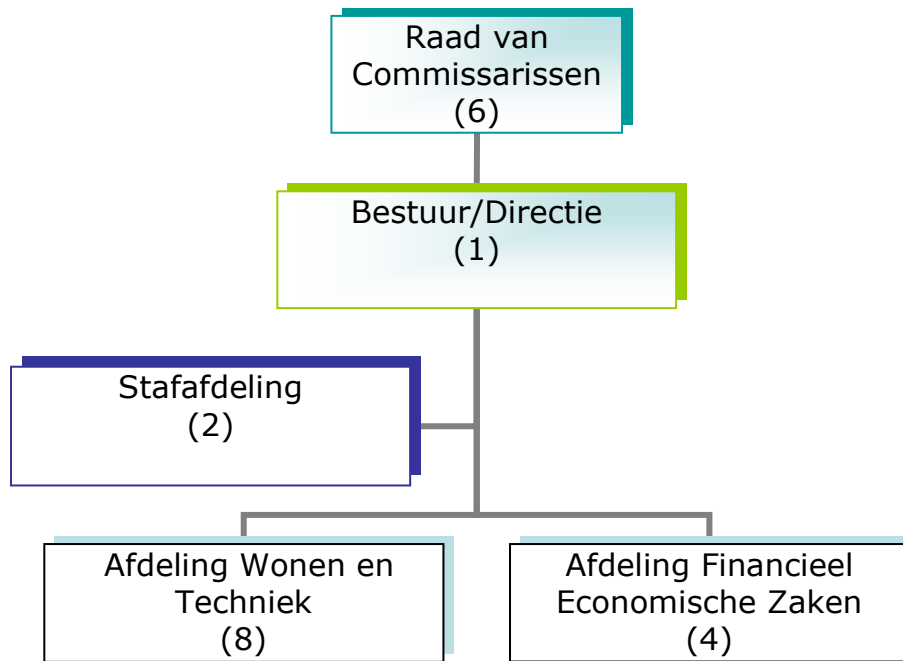 Raad van
Commissarissen
(6)
Bestuur/Directie
(1)
Stafafdeling
(2)
Afdeling Wonen en
Techniek
(8)
Afdeling Financieel
Economische Zaken
(4)